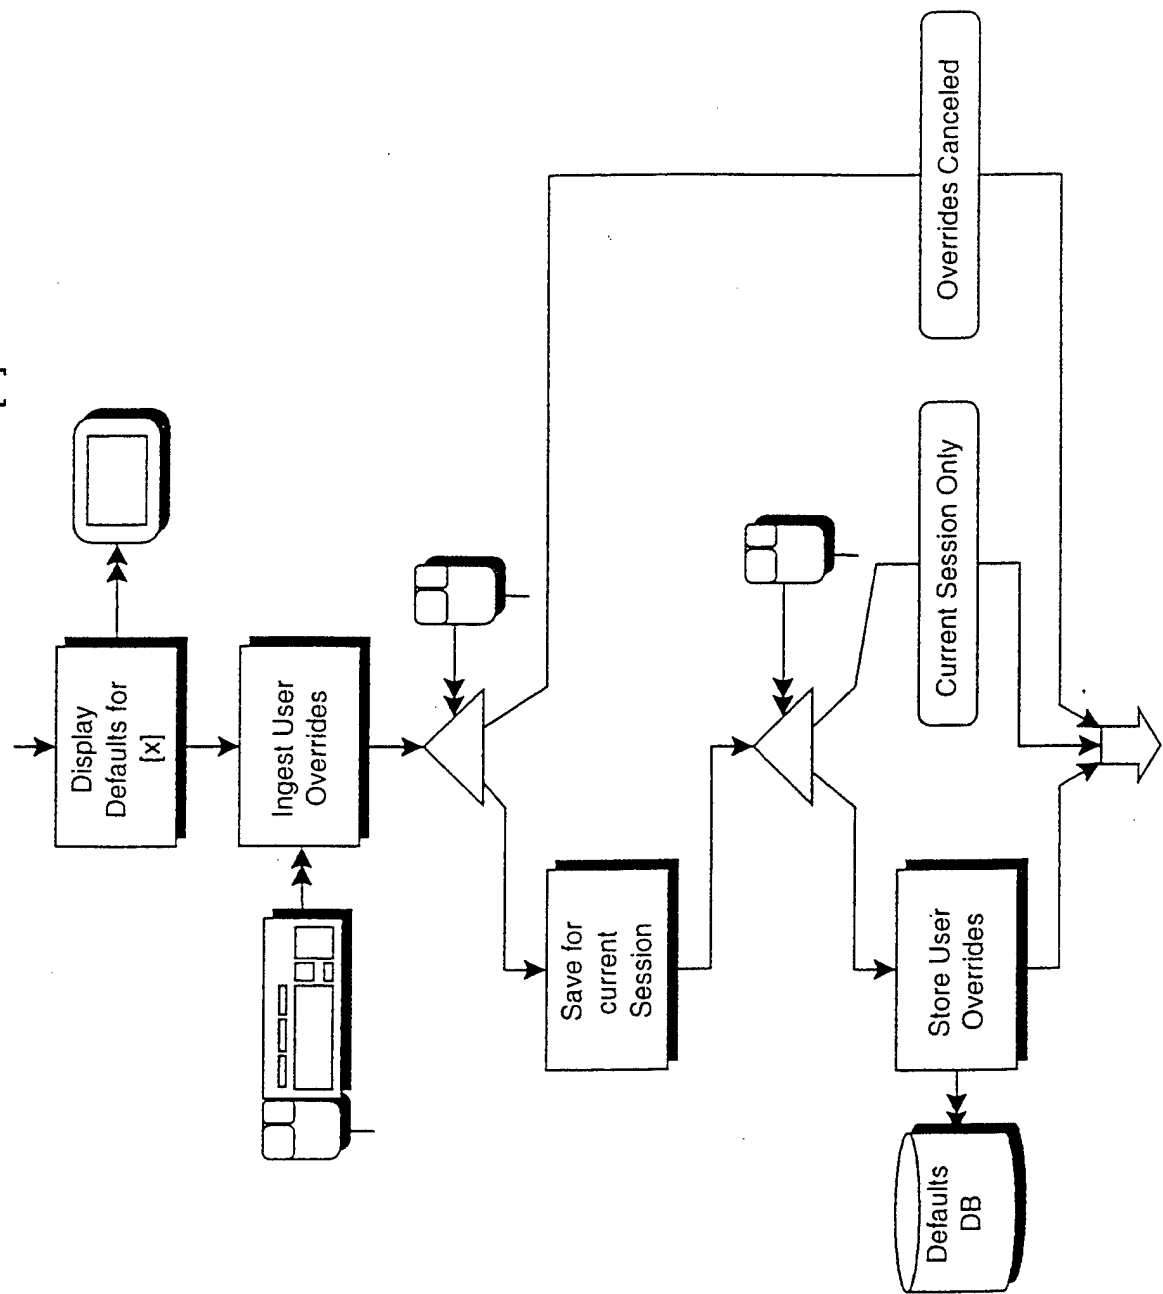 [ ]
Display
Defaults for
[x]
Ingest User
Overrides
Save for
current
Session
Store User
Overrides
Defaults
DB
Current Session Only
Overrides Canceled